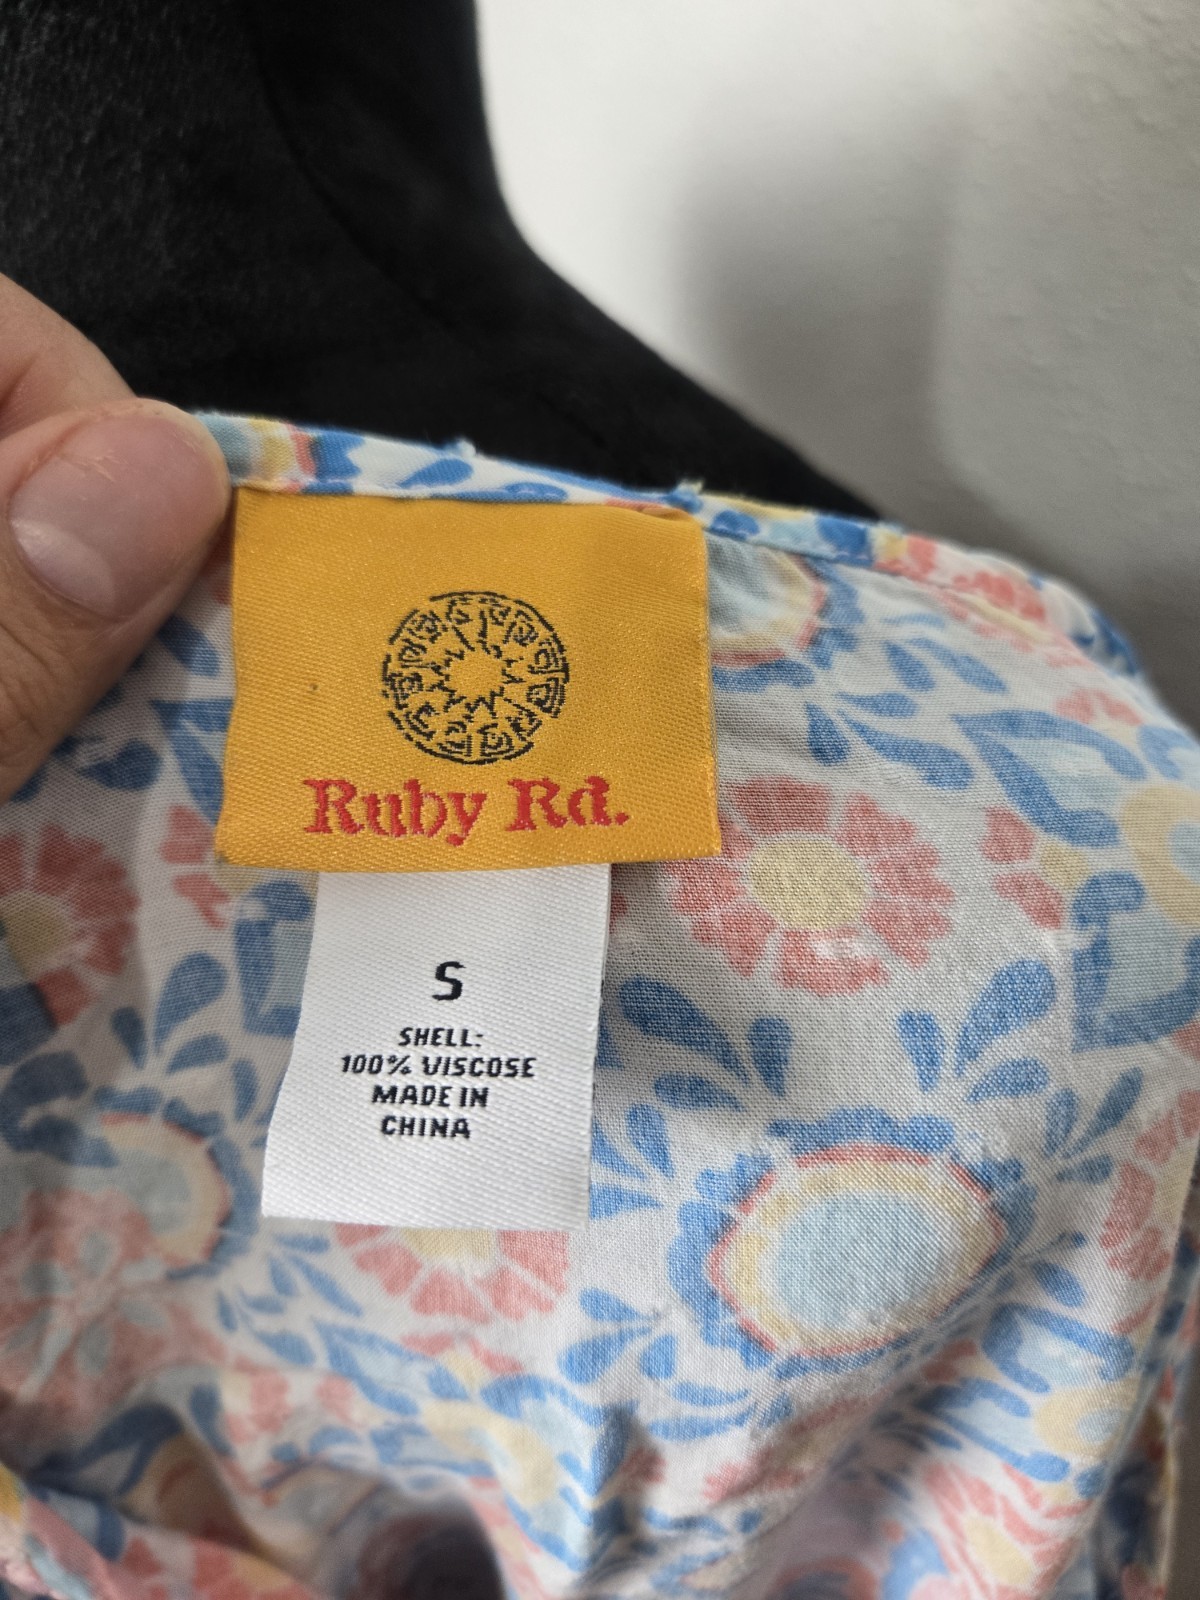 Ruby Rd.
S
SHELL:
100% VISCOSE
MADE IN
CHINA